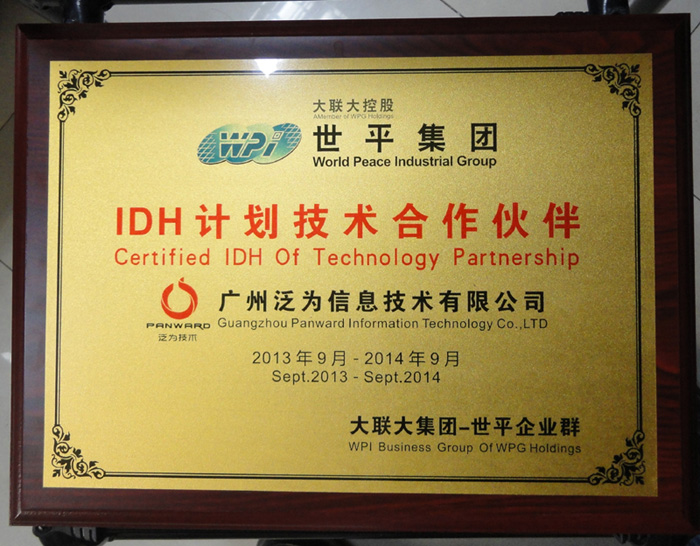 大联大控股
AMember of WPG Holdings
WPi
世平集团
World Peace Industrial Group
IDH计划技术合作伙伴
Certified IDH Of Technology Partnership
PANWARD
泛为技术
广州泛为信息技术有限公司
Guangzhou Panward Information Technology Co.,LTD
2013年9月-2014年9月
Sept.2013 - Sept.2014
大联大集团-世平企业群
WPI Business Group Of WPG Holdings